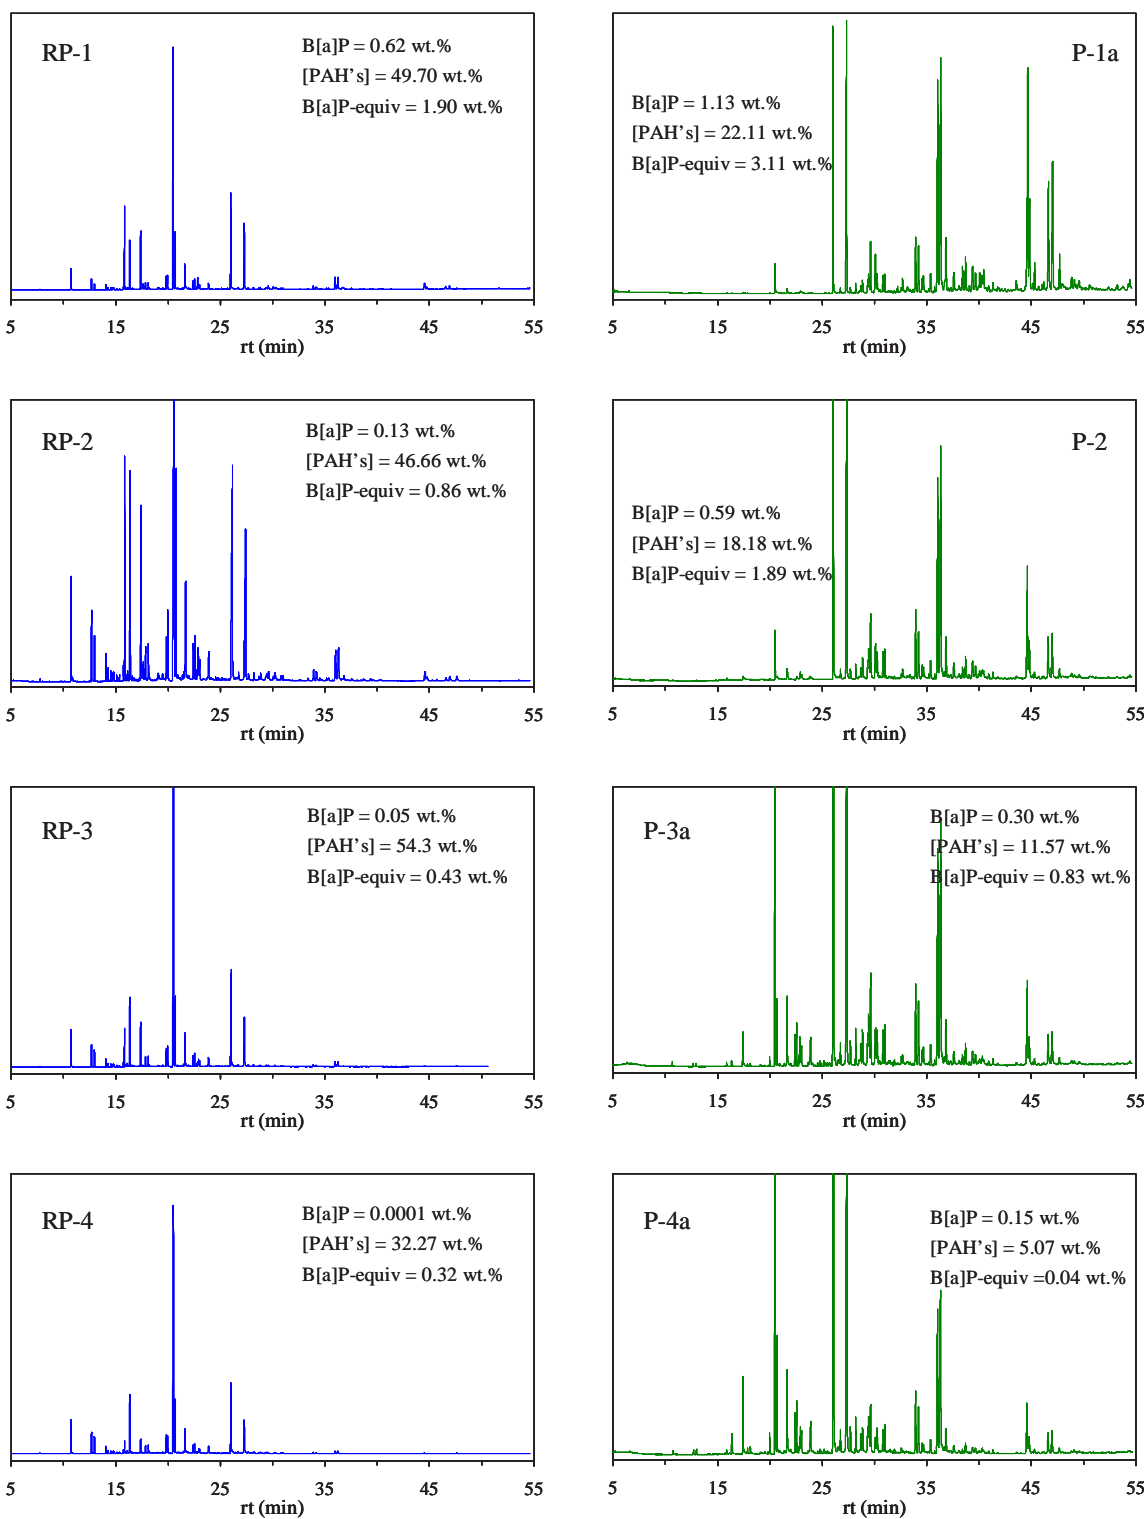 RP-1
B[a]P = 0.62 wt.%
[PAH's] = 49.70 wt.%
B[a]P-equiv = 1.90 wt.%
5 15 25 35 45 55
rt (min)
P-1a
B[a]P = 1.13 wt.%
[PAH's] = 22.11 wt.%
B[a]P-equiv = 3.11 wt.%
5 15 25 35 45 55
rt (min)
RP-2
B[a]P = 0.13 wt.%
[PAH's] = 46.66 wt.%
B[a]P-equiv = 0.86 wt.%
5 15 25 35 45 55
rt (min)
P-2
B[a]P = 0.59 wt.%
[PAH's] = 18.18 wt.%
B[a]P-equiv = 1.89 wt.%
5 15 25 35 45 55
rt (min)
RP-3
B[a]P = 0.05 wt.%
[PAH's] = 54.3 wt.%
B[a]P-equiv = 0.43 wt.%
5 15 25 35 45 55
rt (min)
P-3a
B[a]P = 0.30 wt.%
[PAH's] = 11.57 wt.%
B[a]P-equiv = 0.83 wt.%
5 15 25 35 45 55
rt (min)
RP-4
B[a]P = 0.0001 wt.%
[PAH's] = 32.27 wt.%
B[a]P-equiv = 0.32 wt.%
5 15 25 35 45 55
rt (min)
P-4a
B[a]P = 0.15 wt.%
[PAH's] = 5.07 wt.%
B[a]P-equiv =0.04 wt.%
5 15 25 35 45 55
rt (min)